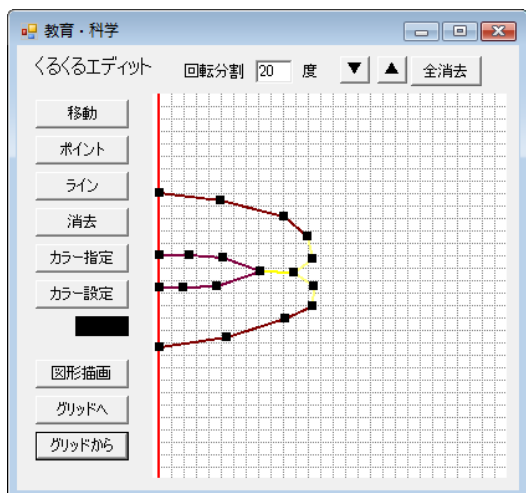 教育・科学
くるくるエディット
回転分割 20 度 ▼ ▲ 全消去
移動
ポイント
ライン
消去
カラー指定
カラー設定
図形描画
グリッドへ
グリッドから